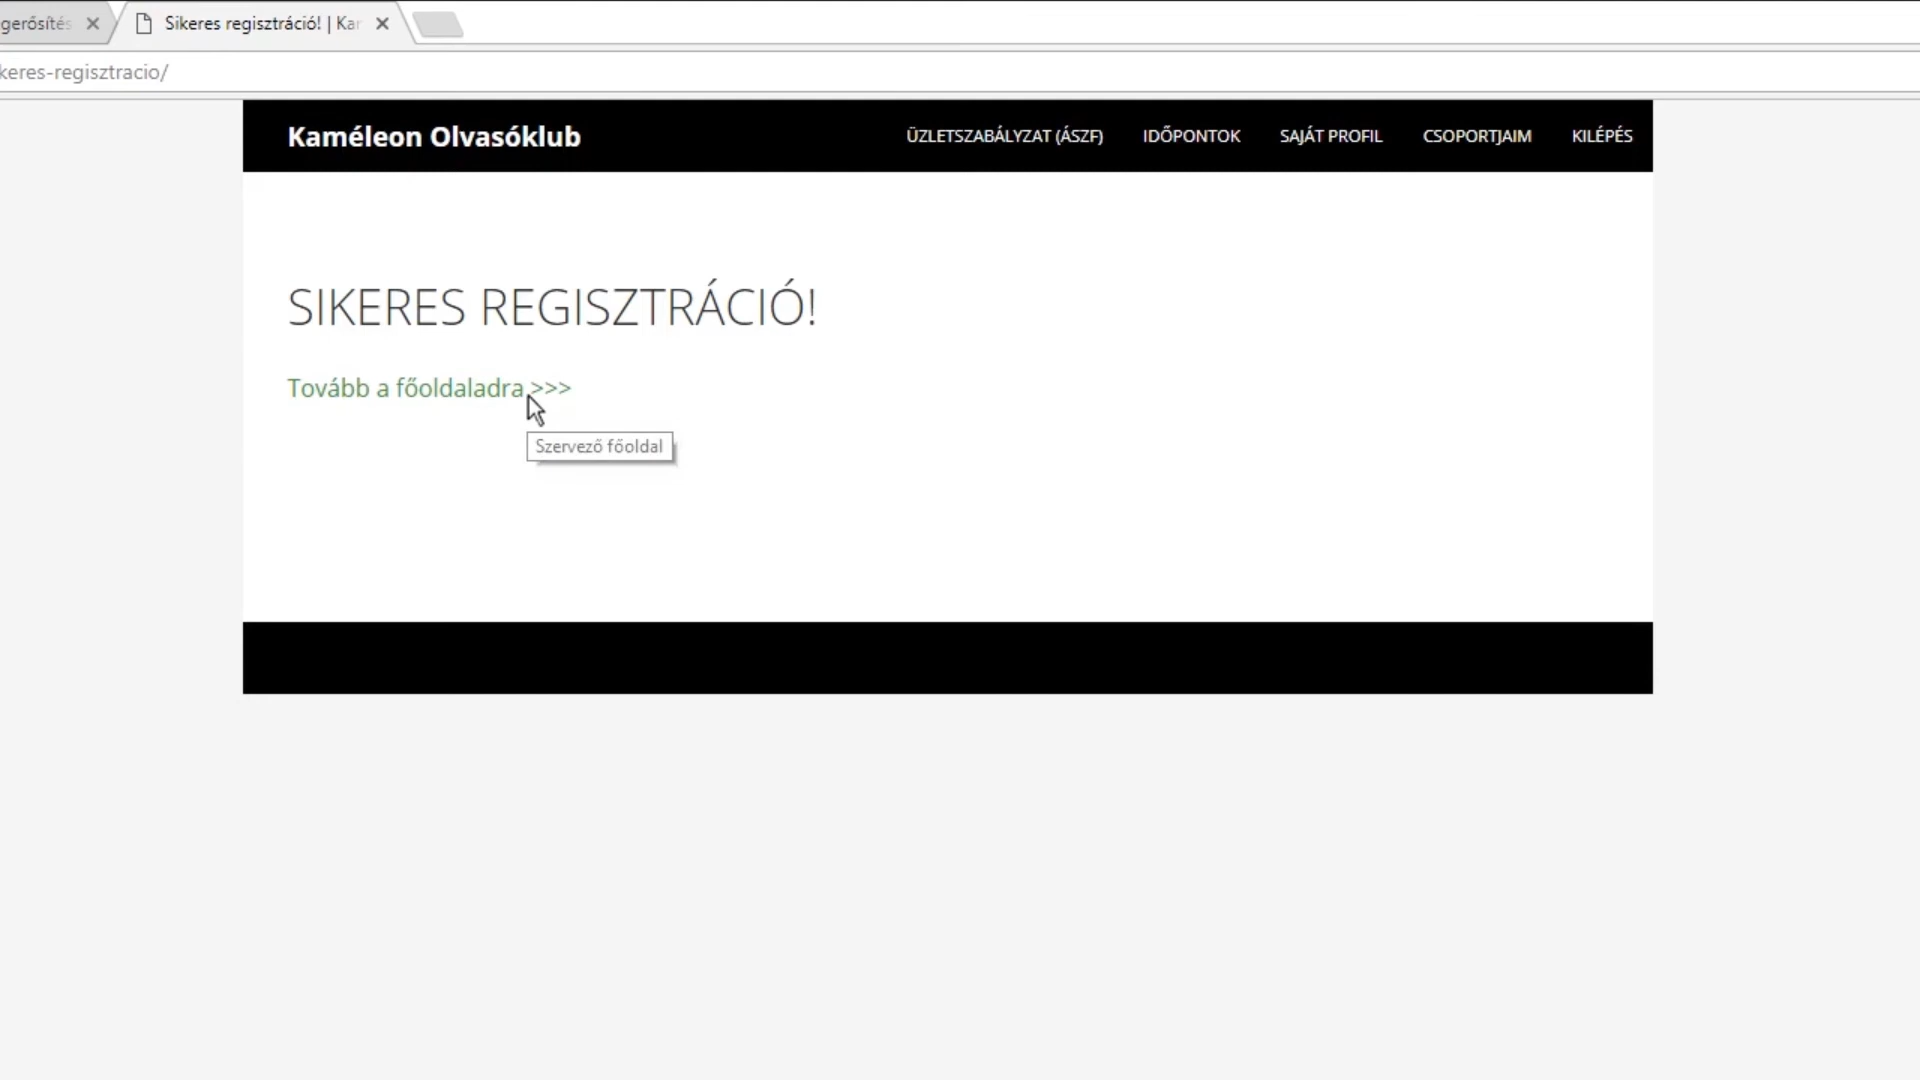 gerősítés
Sikeres regisztráció! | Kar
keres-regisztracio/
Kaméleon Olvasóklub
ÜZLETSZABÁLYZAT (ÁSZF)
IDŐPONTOK
SAJÁT PROFIL
CSOPORTJAIM
KILÉPÉS
SIKERES REGISZTRÁCIÓ!
Tovább a főoldaladra >>>
Szervező főoldal